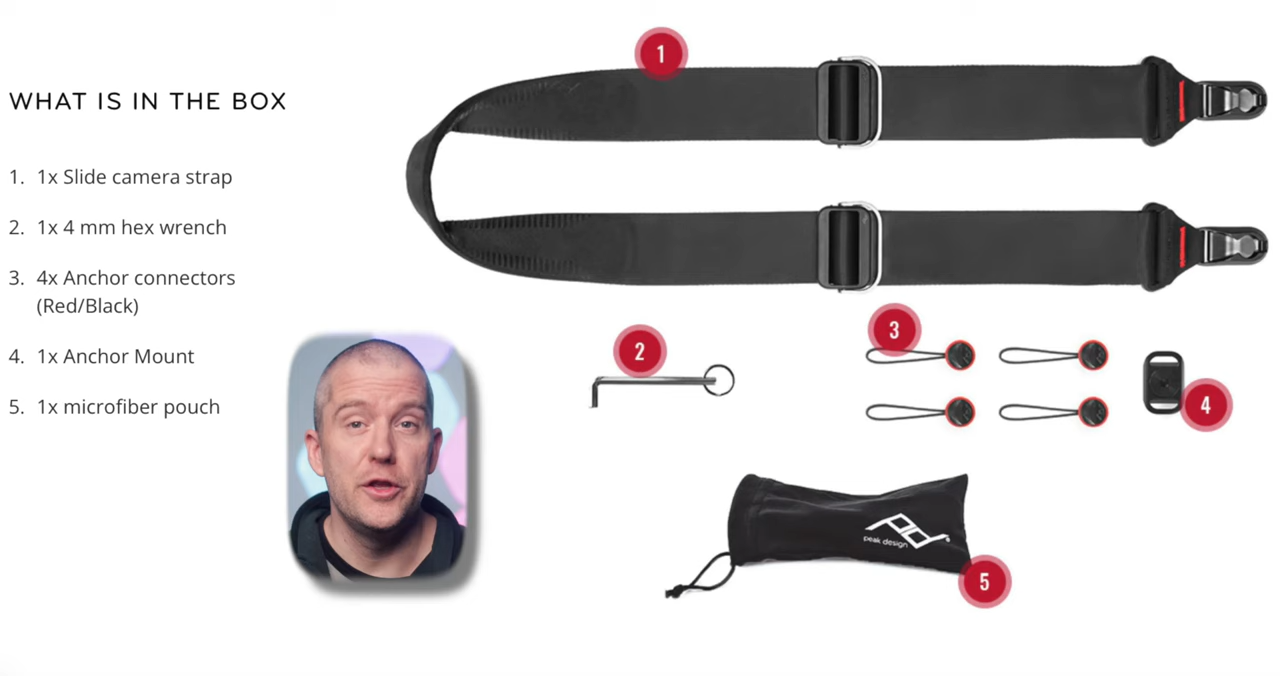 WHAT IS IN THE BOX
1. 1x Slide camera strap
2. 1x 4 mm hex wrench
3. 4x Anchor connectors
(Red/Black)
4. 1x Anchor Mount
5. 1x microfiber pouch
1
2
3
4
peak design
5